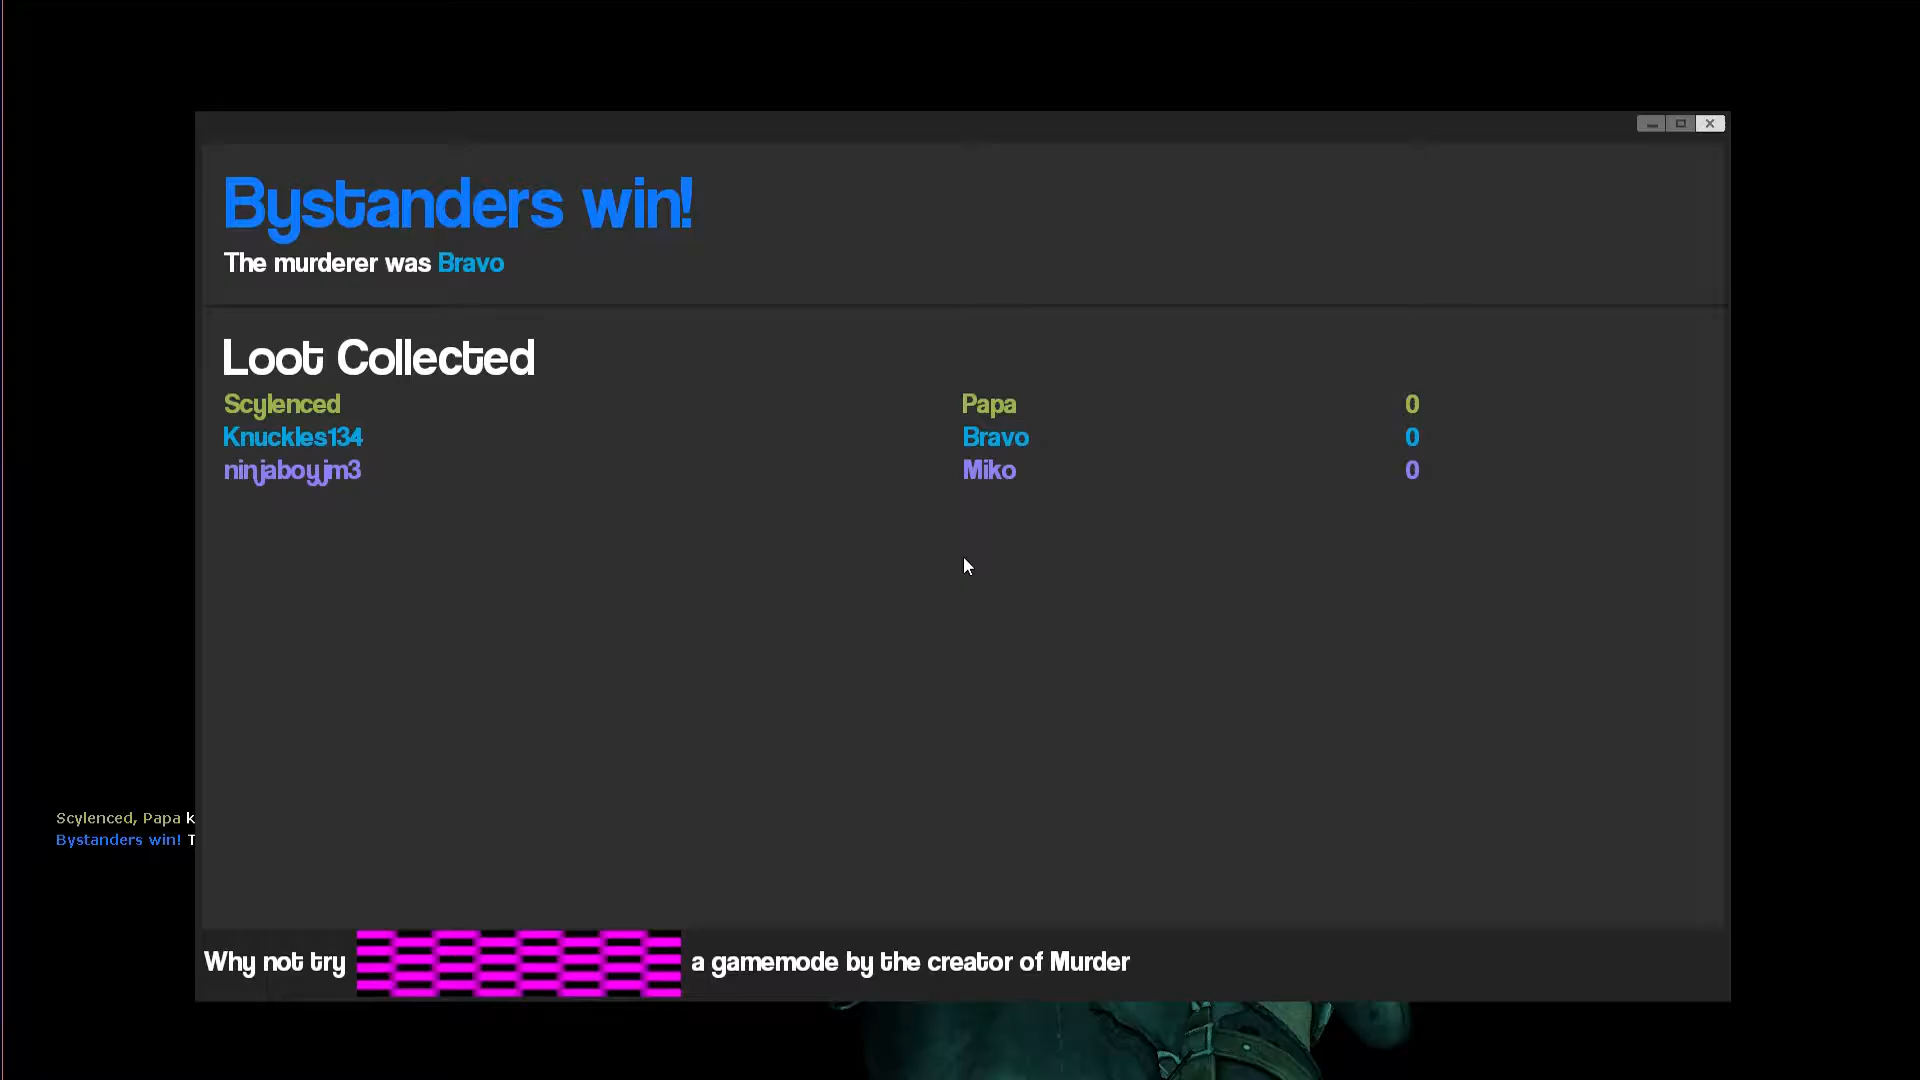 Bystanders win!
The murderer was Bravo
Loot Collected
Scylenced Papa 0
Knuckles134 Bravo 0
ninjaboyjm3 Miko 0
Scylenced, Papa k
Bystanders win! T
Why not try a gamemode by the creator of Murder